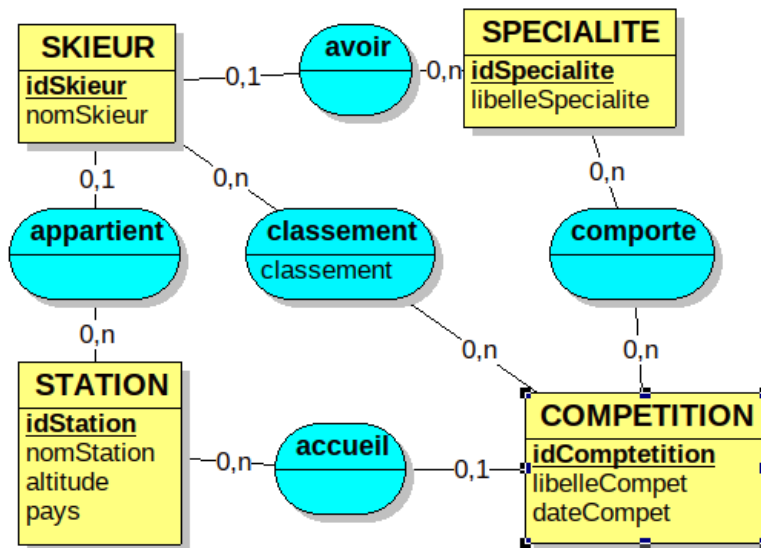 SKIEUR
idSkieur
nomSkieur
0,1
avoir
0,n
SPECIALITE
idSpecialite
libelleSpecialite
0,1
0,n
0,n
appartient
classement
classement
comporte
0,n
0,n
0,n
STATION
idStation
nomStation
altitude
pays
0,n
accueil
0,1
COMPETITION
idComptetition
libelleCompet
dateCompet